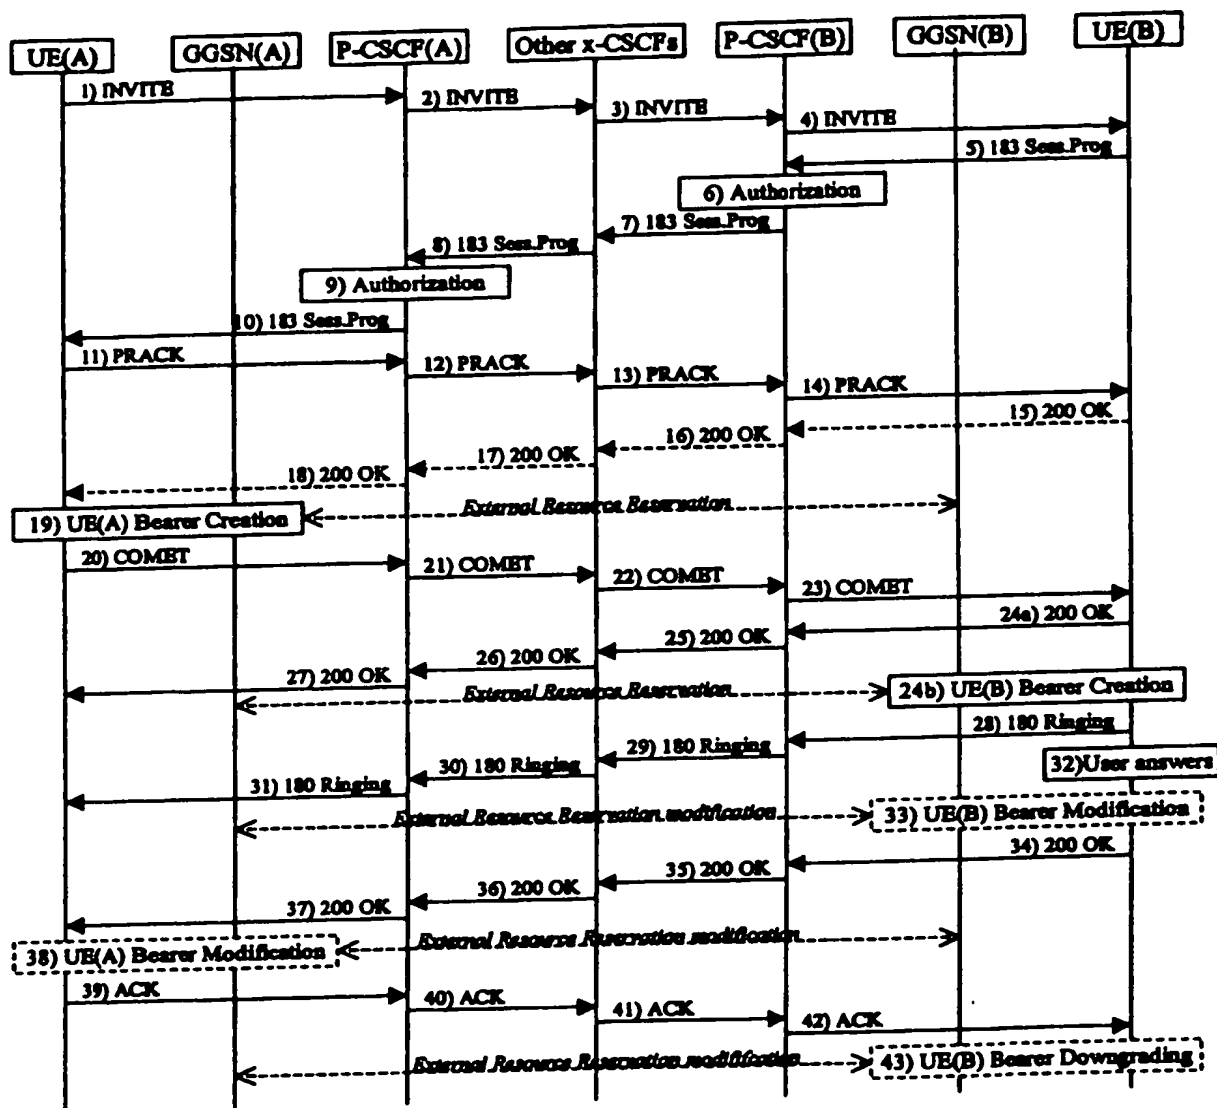 UE(A)
GGSN(A)
P-CSCF(A)
Other x-CSCFs
P-CSCF(B)
GGSN(B)
UE(B)
1) INVITE
2) INVITE
3) INVITE
4) INVITE
5) 183 Sess.Prog
6) Authorization
7) 183 Sess.Prog
8) 183 Sess.Prog
9) Authorization
10) 183 Sess.Prog
11) PRACK
12) PRACK
13) PRACK
14) PRACK
15) 200 OK
16) 200 OK
17) 200 OK
18) 200 OK
External Resource Reservation
19) UE(A) Bearer Creation
20) COMET
21) COMET
22) COMET
23) COMET
24a) 200 OK
25) 200 OK
26) 200 OK
27) 200 OK
External Resource Reservation
24b) UE(B) Bearer Creation
28) 180 Ringing
29) 180 Ringing
30) 180 Ringing
31) 180 Ringing
32)User answers
External Resource Reservation modification
33) UE(B) Bearer Modification
34) 200 OK
35) 200 OK
36) 200 OK
37) 200 OK
External Resource Reservation modification
38) UE(A) Bearer Modification
39) ACK
40) ACK
41) ACK
42) ACK
External Resource Reservation modification
43) UE(B) Bearer Downgrading